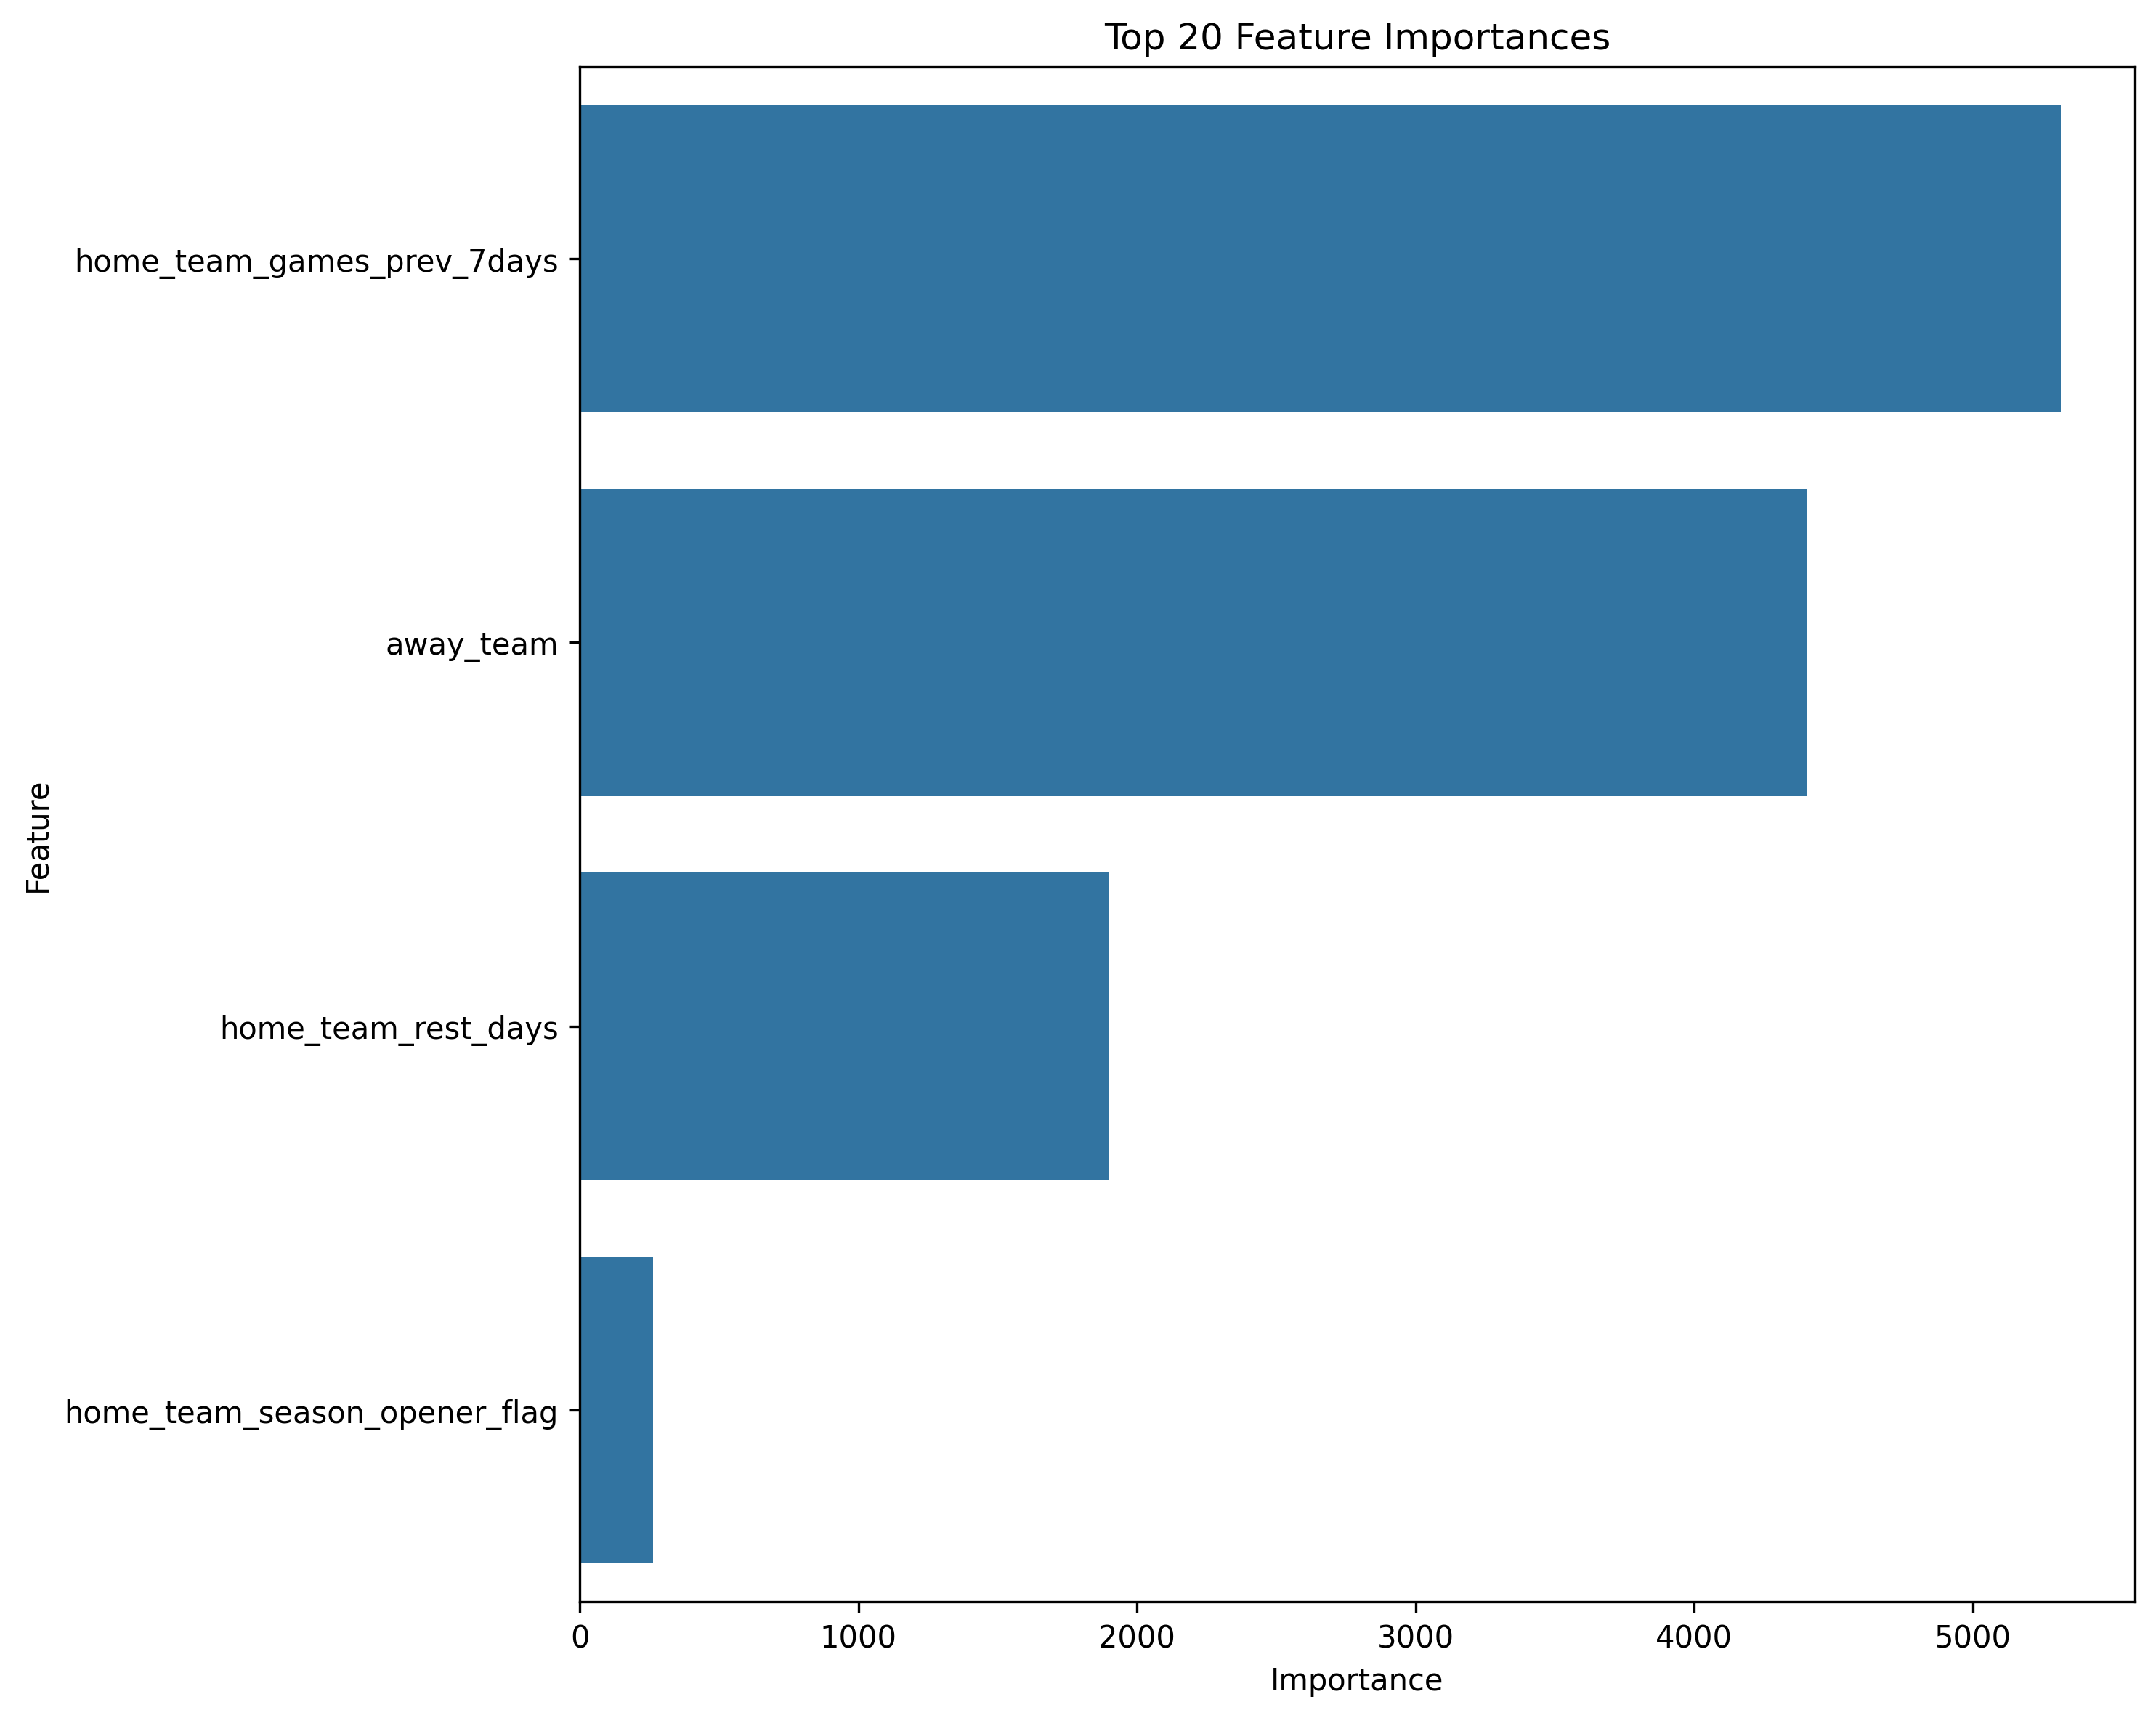 Top 20 Feature Importances
home_team_games_prev_7days
away_team
home_team_rest_days
home_team_season_opener_flag
Feature
0 1000 2000 3000 4000 5000
Importance